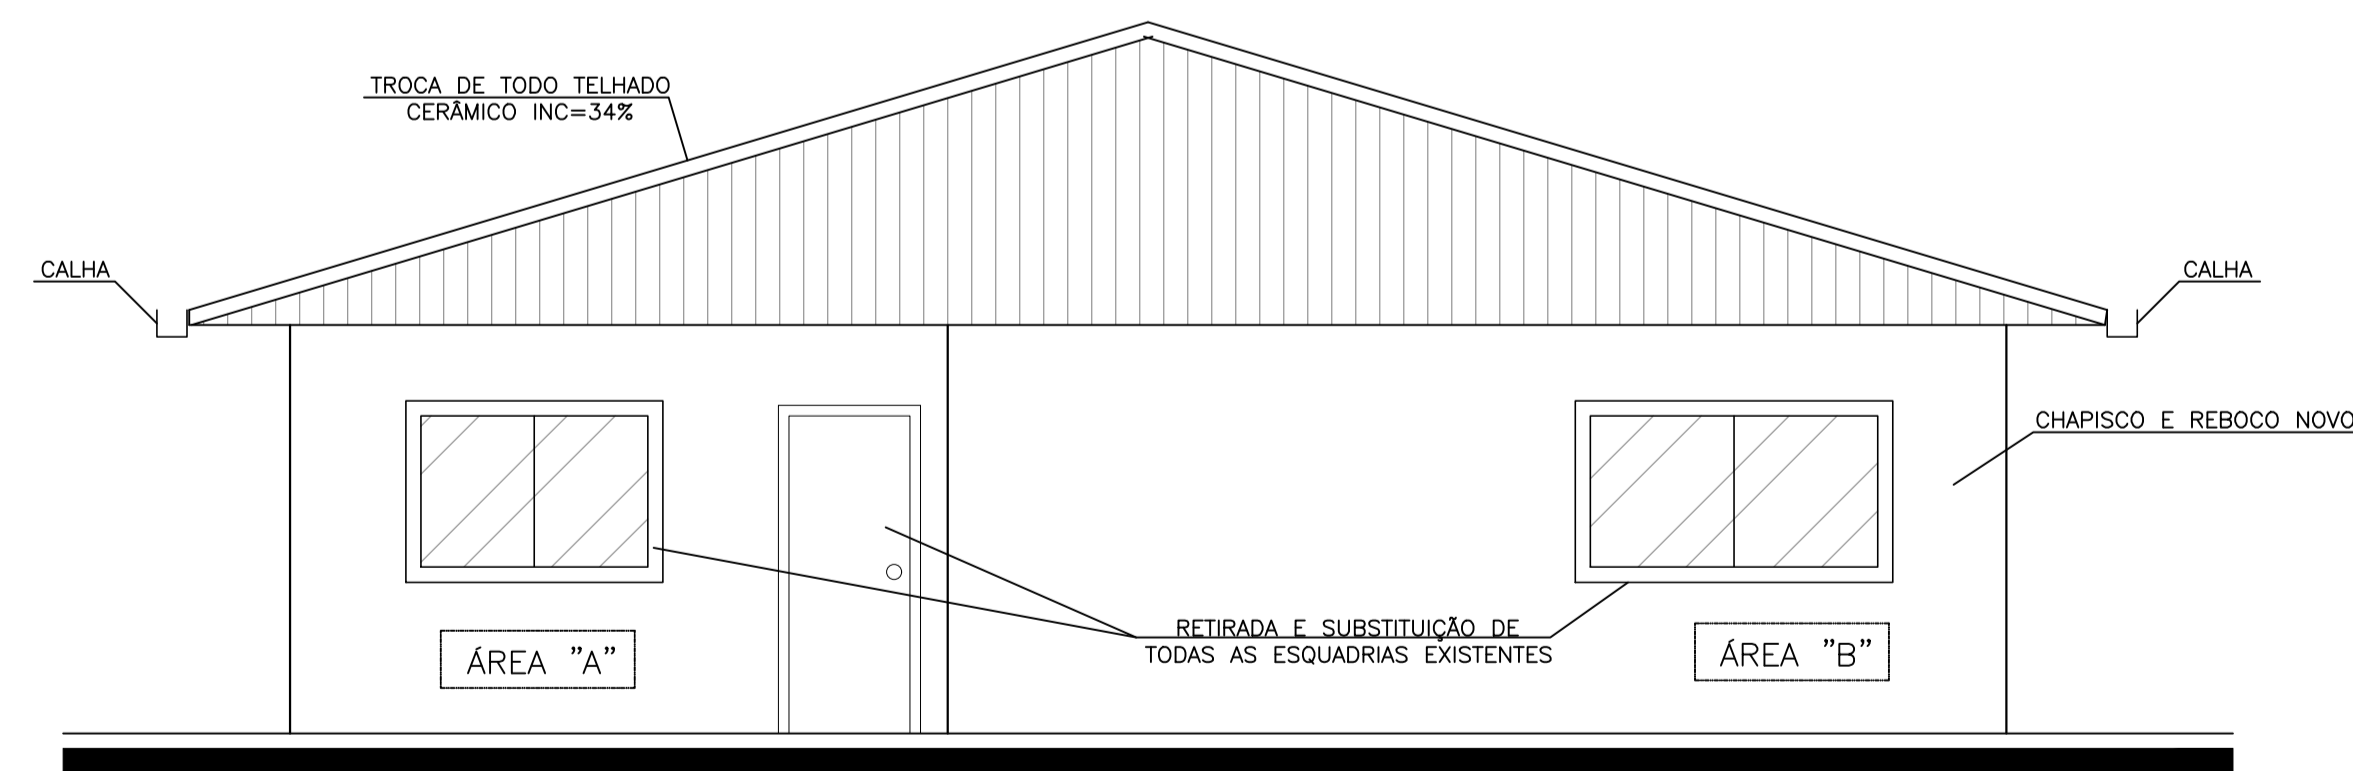 TROCA DE TODO TELHADO
CERÂMICO INC=34%
CALHA
CALHA
CHAPISCO E REBOCO NOVO
RETIRADA E SUBSTITUIÇÃO DE
TODAS AS ESQUADRIAS EXISTENTES
ÁREA "A"
ÁREA "B"